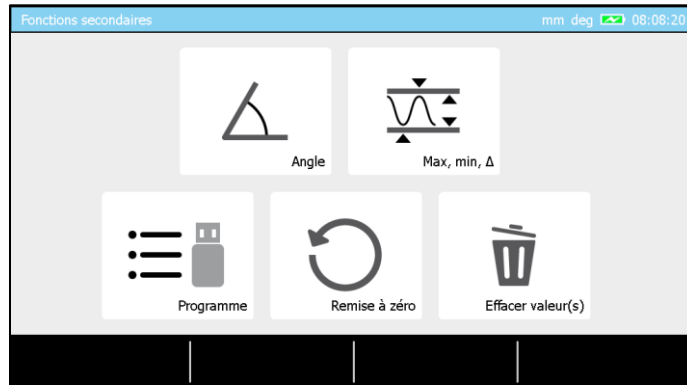 Fonctions secondaires
mm deg 08:08:20
Angle
Max, min, Δ
Programme
Remise à zéro
Effacer valeur(s)